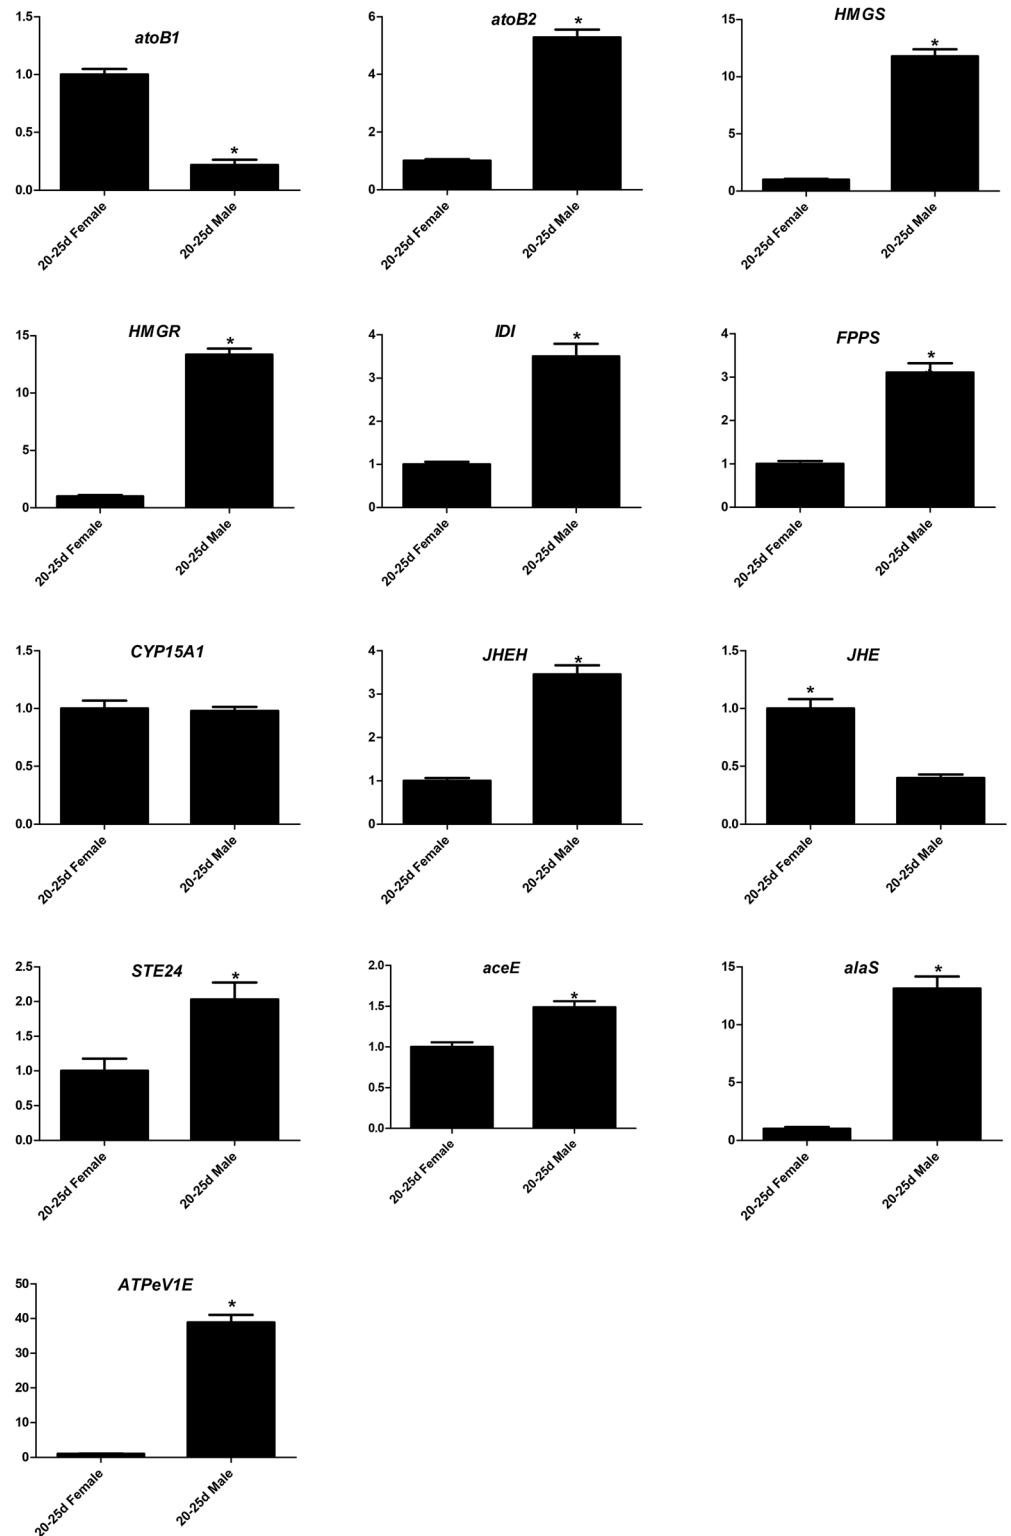 atoB1
1.5
1.0
0.5
0.0
*
20-25d Female
20-25d Male
atoB2
6
4
2
0
*
20-25d Female
20-25d Male
HMGS
15
10
5
0
*
20-25d Female
20-25d Male
HMGR
15
10
5
0
*
20-25d Female
20-25d Male
IDI
4
3
2
1
0
*
20-25d Female
20-25d Male
FPPS
4
3
2
1
0
*
20-25d Female
20-25d Male
CYP15A1
1.5
1.0
0.5
0.0
20-25d Female
20-25d Male
JHEH
4
3
2
1
0
*
20-25d Female
20-25d Male
JHE
1.5
1.0
0.5
0.0
*
20-25d Female
20-25d Male
STE24
2.5
2.0
1.5
1.0
0.5
0.0
*
20-25d Female
20-25d Male
aceE
2.0
1.5
1.0
0.5
0.0
*
20-25d Female
20-25d Male
alaS
15
10
5
0
*
20-25d Female
20-25d Male
ATPeV1E
50
40
30
20
10
0
*
20-25d Female
20-25d Male